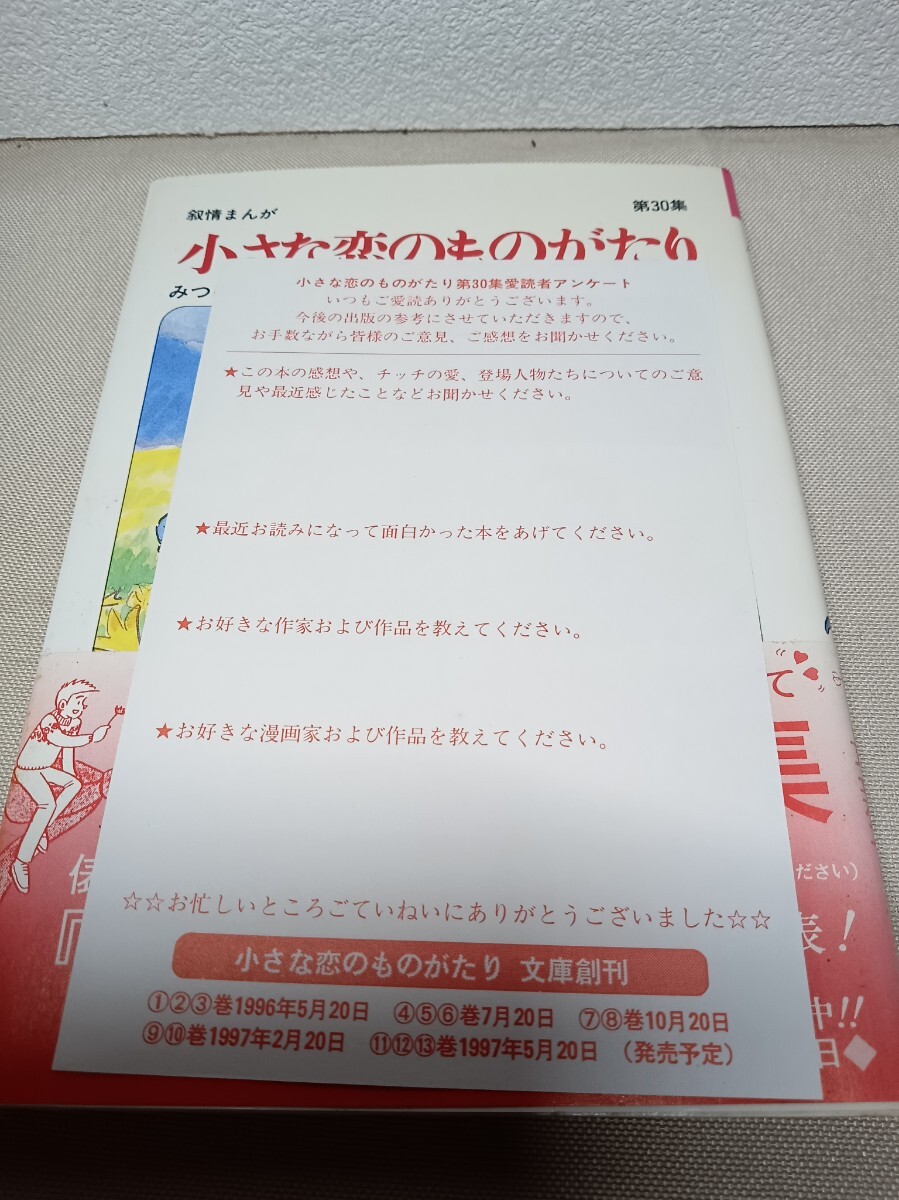 叙情まんが
第30集
小さな恋のものがたり
みつ
小さな恋のものがたり第30集愛読者アンケート
いつもご愛読ありがとうございます。
今後の出版の参考にさせていただきますので、
お手数ながら皆様のご意見、ご感想をお聞かせください。
★この本の感想や、チッチの愛、登場人物たちについてのご意
見や最近感じたことなどお聞かせください。
★最近お読みになって面白かった本をあげてください。
★お好きな作家および作品を教えてください。
★お好きな漫画家および作品を教えてください。
て
ださい)
☆☆お忙しいところごていねいにありがとうございました☆☆
表!
小さな恋のものがたり 文庫創刊
①②③巻1996年5月20日 ④⑤⑥巻7月20日 ⑦⑧巻10月20日
⑨⑩巻1997年2月20日 ⑪⑫⑬巻1997年5月20日 (発売予定)
中!!
日◆